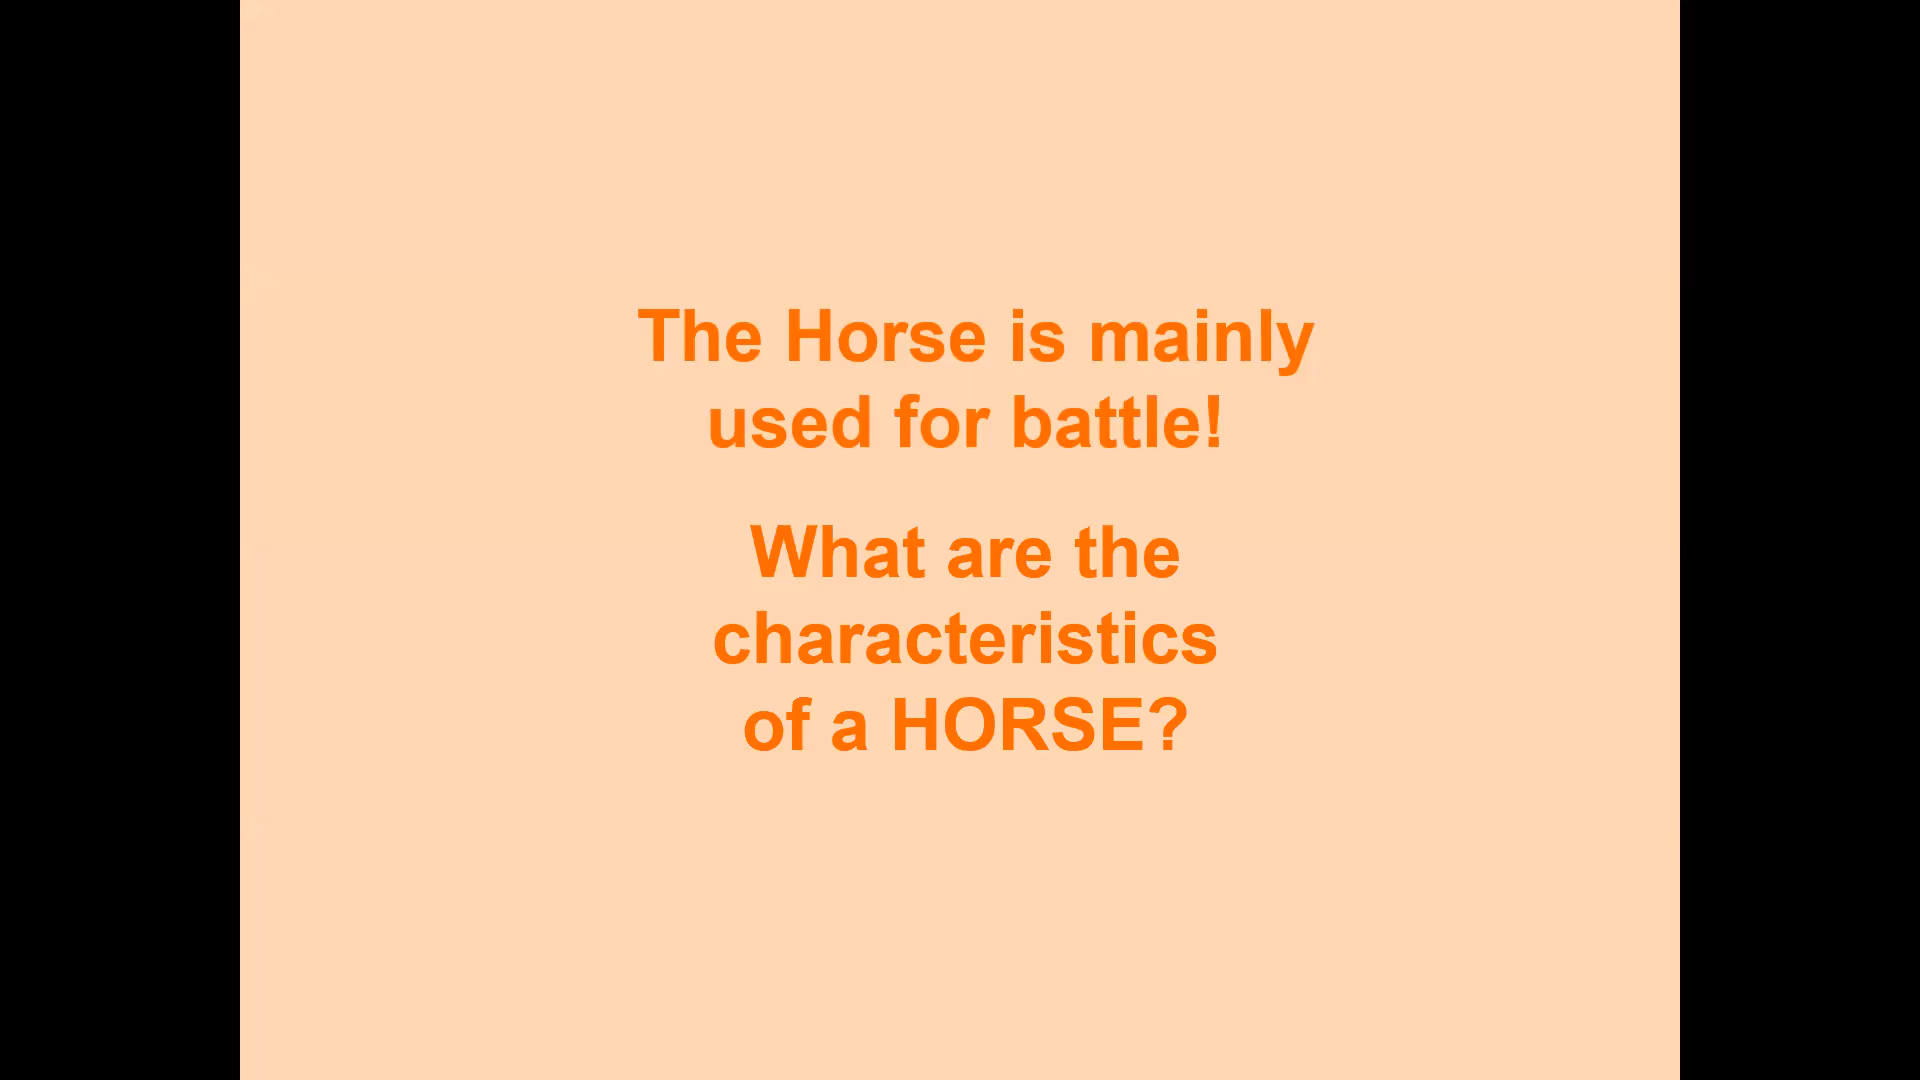 The Horse is mainly
used for battle!
What are the
characteristics
of a HORSE?